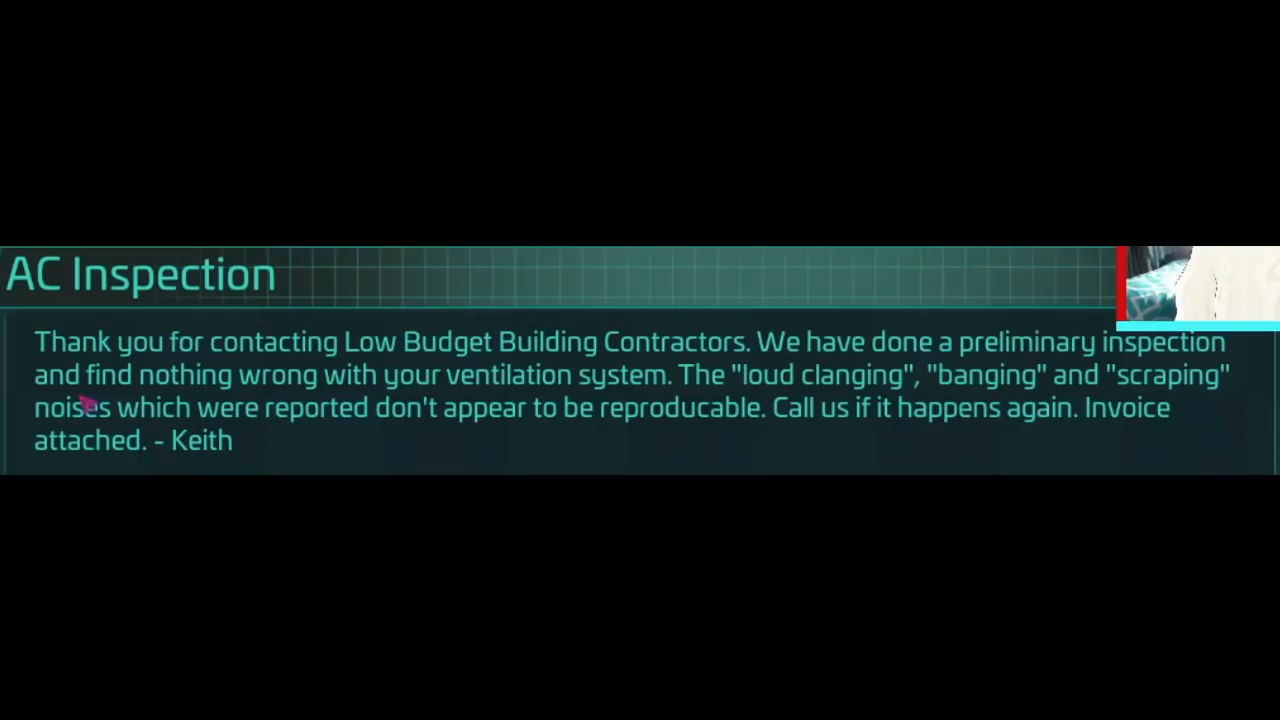 AC Inspection
Thank you for contacting Low Budget Building Contractors. We have done a preliminary inspection
and find nothing wrong with your ventilation system. The "loud clanging", "banging" and "scraping"
noises which were reported don't appear to be reproducable. Call us if it happens again. Invoice
attached. - Keith